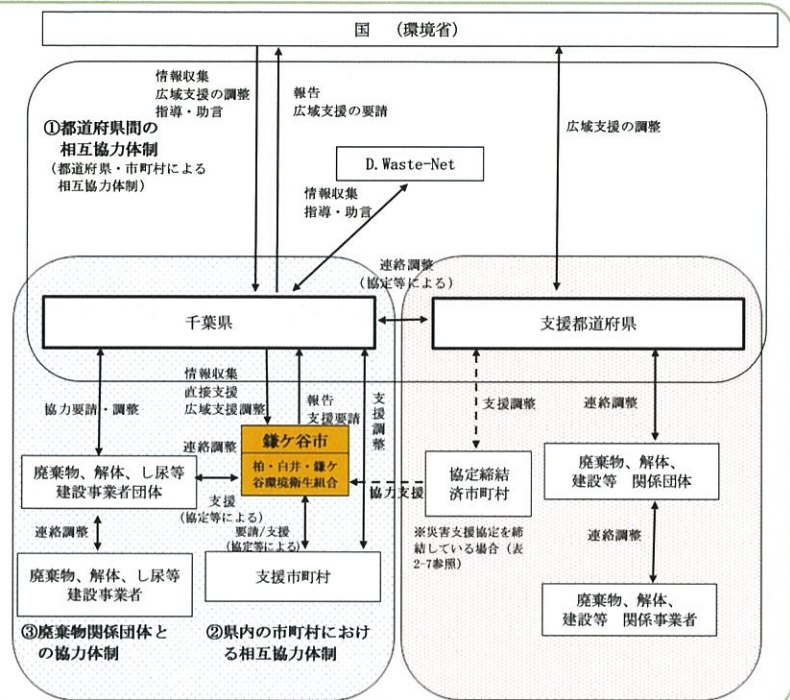 国　（環境省）
情報収集
広域支援の調整
指導・助言
報告
広域支援の要請
広域支援の調整
①都道府県間の
相互協力体制
（都道府県・市町村による
相互協力体制）
D.Waste-Net
情報収集
指導・助言
連絡調整
（協定等による）
千葉県
支援都道府県
協力要請・調整
情報収集
直接支援
広域支援調整
報告
支援要請
支援調整
支援調整
連絡調整
連絡調整
鎌ケ谷市
柏・白井・鎌ケ
谷環境衛生組合
廃棄物、解体、し尿等
建設事業者団体
協力支援
協定締結
済市町村
廃棄物、解体、
建設等　関係団体
支援
（協定等による）
要請/支援
（協定等による）
連絡調整
※災害支援協定を締
結している場合（表
2-7参照）
連絡調整
廃棄物、解体、し尿等
建設事業者
支援市町村
廃棄物、解体、
建設等　関係事業者
③廃棄物関係団体と
の協力体制
②県内の市町村におけ
る相互協力体制